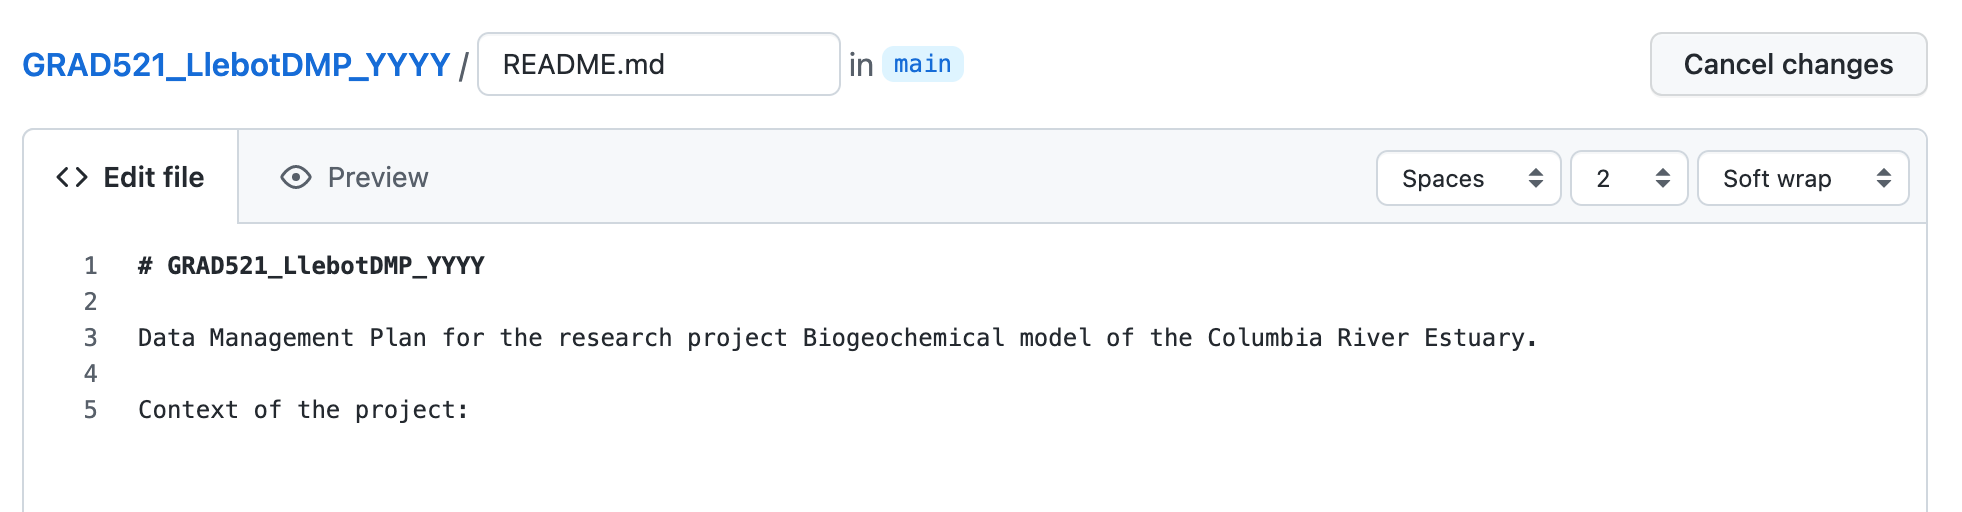 GRAD521_LlebotDMP_YYYY / README.md in main Cancel changes
<> Edit file Preview Spaces 2 Soft wrap
1 # GRAD521_LlebotDMP_YYYY
2
3 Data Management Plan for the research project Biogeochemical model of the Columbia River Estuary.
4
5 Context of the project: